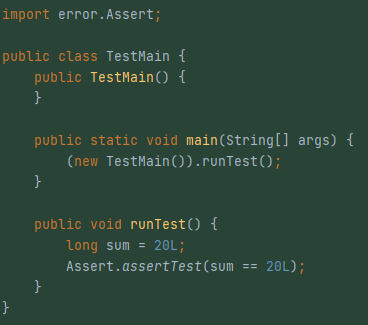 import error.Assert;
public class TestMain {
public TestMain() {
}
public static void main(String[] args) {
(new TestMain()).runTest();
}
public void runTest() {
long sum = 20L;
Assert.assertTest(sum == 20L);
}
}